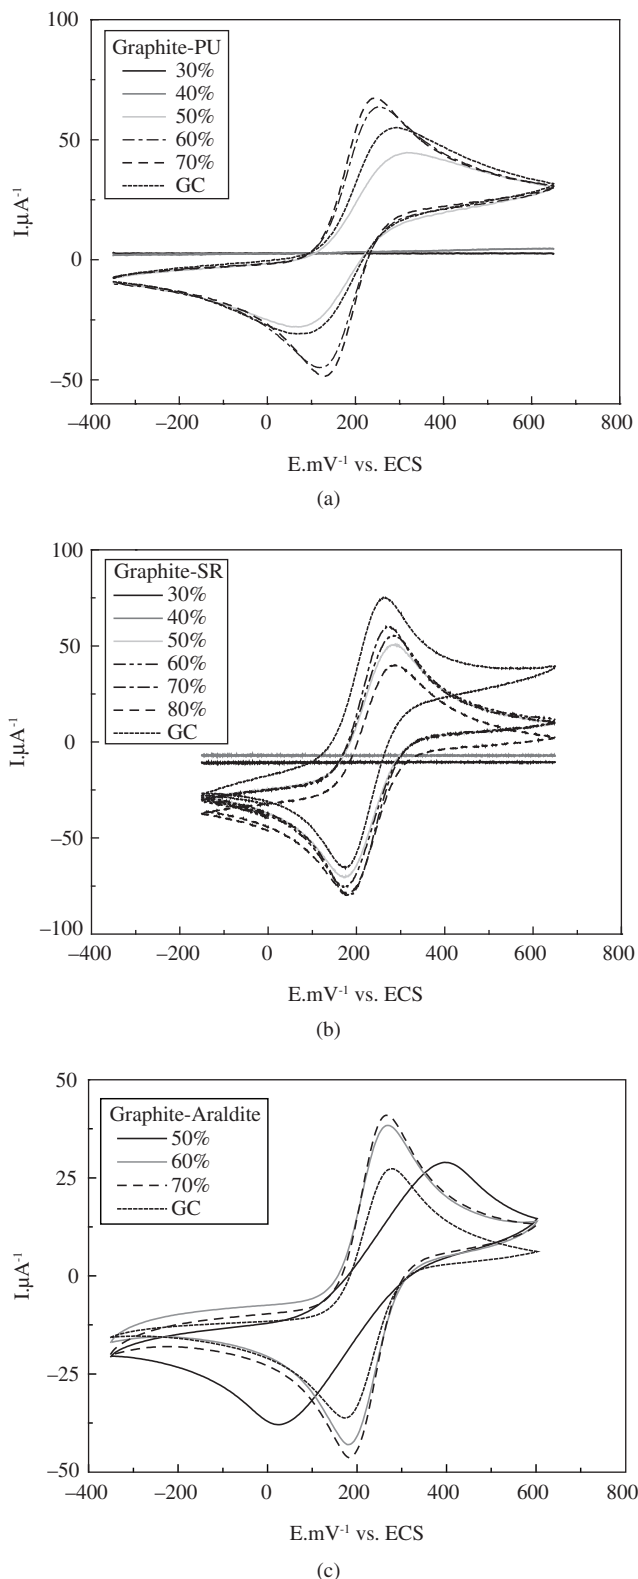 100
50
0
–50
I.µA⁻¹
Graphite-PU
30%
40%
50%
60%
70%
GC
–400 –200 0 200 400 600 800
E.mV⁻¹ vs. ECS
(a)
100
50
0
–50
–100
I.µA⁻¹
Graphite-SR
30%
40%
50%
60%
70%
80%
GC
–400 –200 0 200 400 600 800
E.mV⁻¹ vs. ECS
(b)
50
25
0
–25
–50
I.µA⁻¹
Graphite-Araldite
50%
60%
70%
GC
–400 –200 0 200 400 600 800
E.mV⁻¹ vs. ECS
(c)